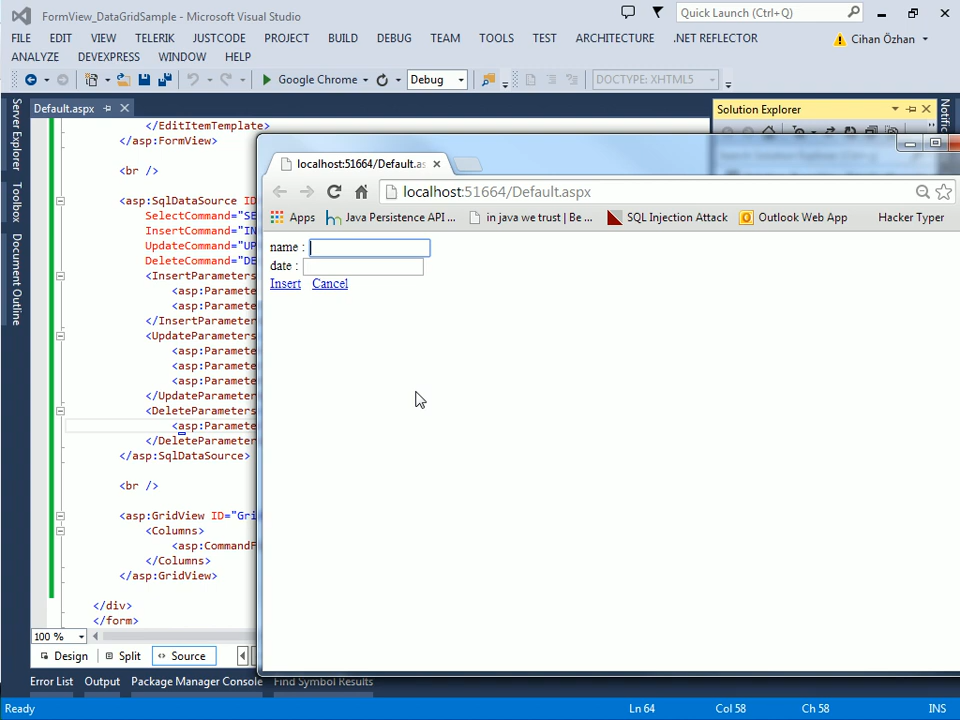 FormView_DataGridSample - Microsoft Visual Studio
Quick Launch (Ctrl+Q)
FILE EDIT VIEW TELERIK JUSTCODE PROJECT BUILD DEBUG TEAM TOOLS TEST ARCHITECTURE .NET REFLECTOR
Cihan Özhan
ANALYZE DEVEXPRESS WINDOW HELP
Google Chrome Debug DOCTYPE: XHTML5
Server Explorer
Toolbox
Document Outline
Default.aspx
Solution Explorer
</EditItemTemplate>
</asp:FormView>
<br />
<asp:SqlDataSource ID
SelectCommand="SE
InsertCommand="IN
UpdateCommand="UP
DeleteCommand="DE
<InsertParameters
<asp:Paramete
<asp:Paramete
</InsertParameter
<UpdateParameters
<asp:Paramete
<asp:Paramete
<asp:Paramete
</UpdateParameter
<DeleteParameters
<asp:Paramete
</DeleteParameter
</asp:SqlDataSource>
<br />
<asp:GridView ID="Gri
<Columns>
<asp:CommandF
</Columns>
</asp:GridView>
</div>
</form>
100 %
Design Split Source
Error List Output Package Manager Console Find Symbol Results
Ready Ln 64 Col 58 Ch 58 INS
localhost:51664/Default.as
localhost:51664/Default.aspx
Apps Java Persistence API ... in java we trust | Be ... SQL Injection Attack Outlook Web App Hacker Typer
name :
date :
Insert Cancel